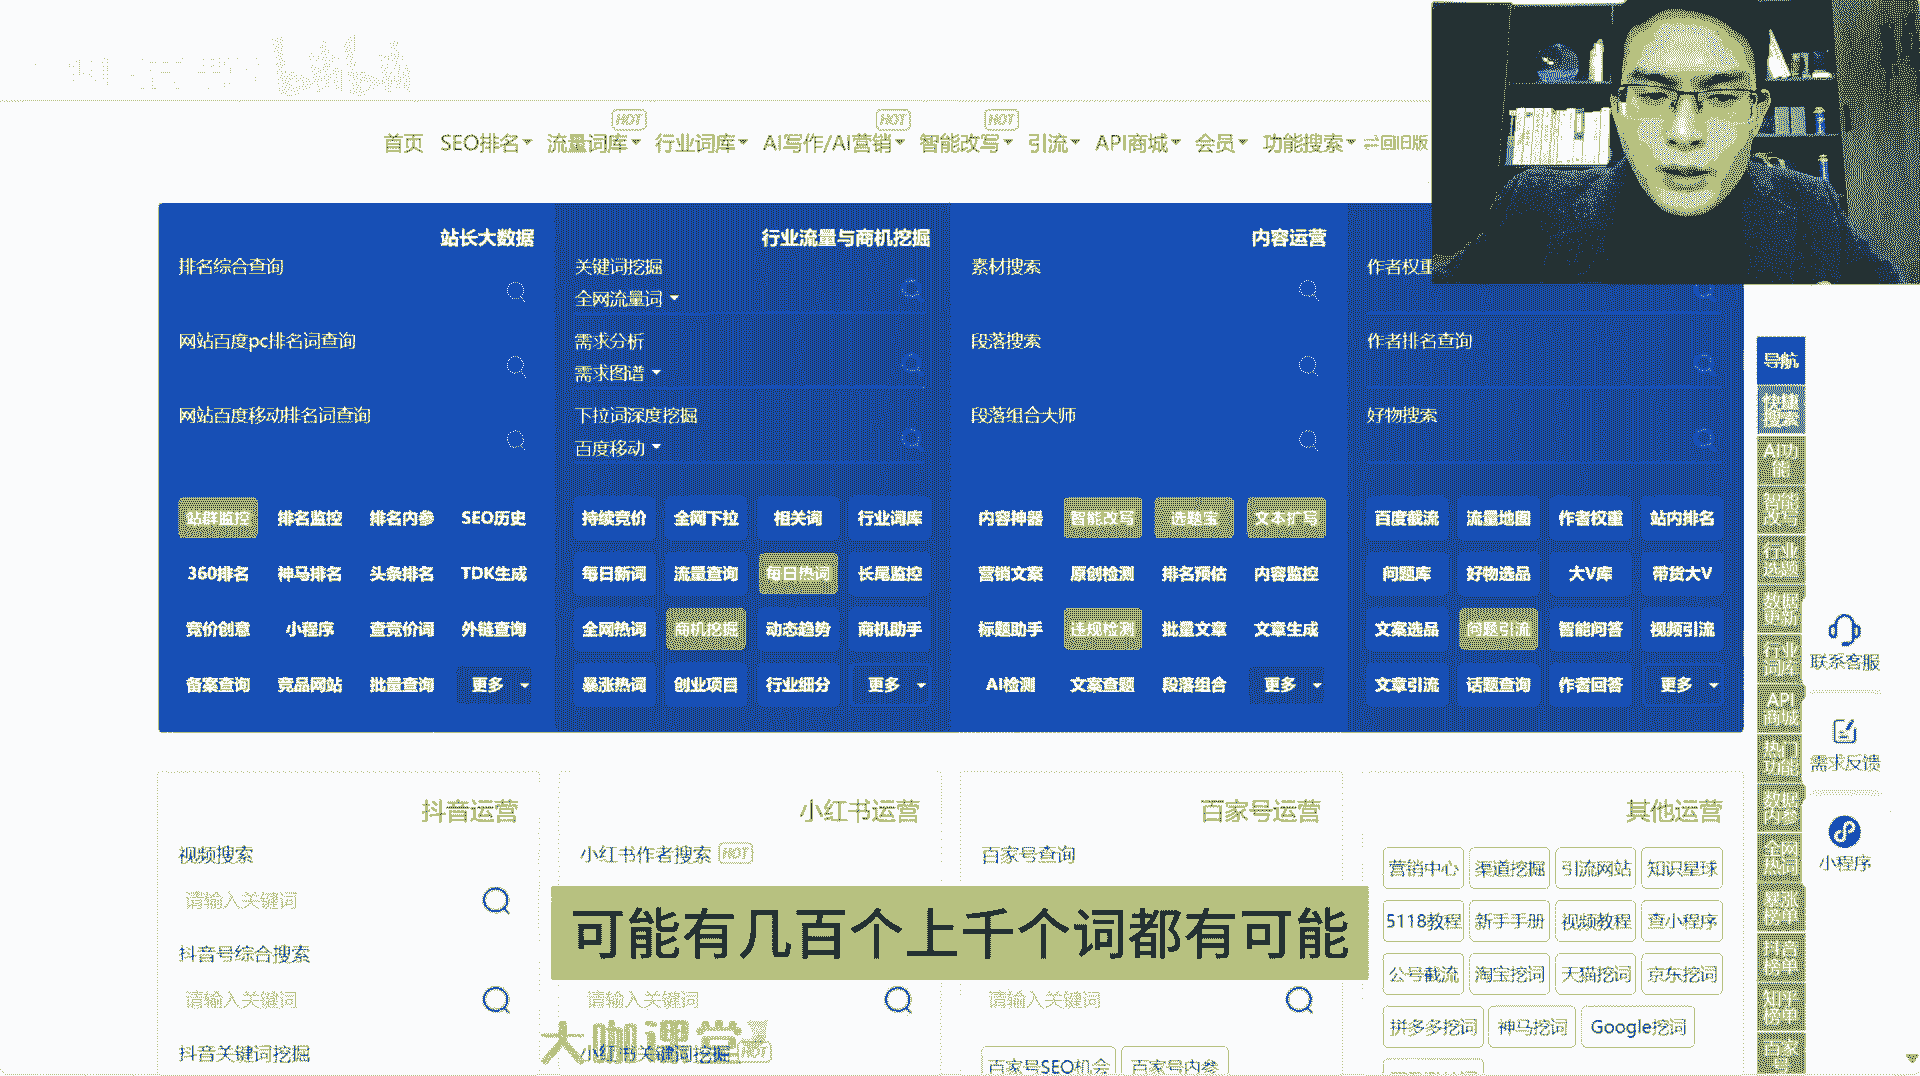 首页 SEO排名 流量词库 HOT 行业词库 AI写作/AI营销 HOT 智能改写 HOT 引流 API商城 会员 功能搜索 回旧版
站长大数据
排名综合查询
网站百度pc排名词查询
网站百度移动排名词查询
站群监控 排名监控 排名内参 SEO历史
360排名 神马排名 头条排名 TDK生成
竞价创意 小程序 查竞价词 外链查询
备案查询 竞品网站 批量查询 更多
行业流量与商机挖掘
关键词挖掘
全网流量词
需求分析
需求图谱
下拉词深度挖掘
百度移动
持续竞价 全网下拉 相关词 行业词库
每日新词 流量查询 每日热词 长尾监控
全网热词 商机挖掘 动态趋势 商机助手
暴涨热词 创业项目 行业细分 更多
内容运营
素材搜索
段落搜索
段落组合大师
内容神器 智能改写 选题宝 文本扩写
营销文案 原创检测 排名预估 内容监控
标题助手 违规检测 批量文章 文章生成
AI检测 文案查题 段落组合 更多
作者权重
作者排名查询
好物搜索
百度截流 流量地图 作者权重 站内排名
问题库 好物选品 大V库 带货大V
文案选品 问题引流 智能问答 视频引流
文章引流 话题查询 作者回答 更多
导航
快捷搜索
AI功能
智能改写
行业选题
数据更新
行业词库
API商城
热门功能
数据内参
全网热词
暴涨榜单
抖音榜单
知乎榜单
百家
联系客服
需求反馈
小程序
抖音运营
视频搜索
请输入关键词
抖音号综合搜索
请输入关键词
抖音关键词挖掘
小红书运营
小红书作者搜索 HOT
请输入关键词
小红书关键词挖掘 HOT
百家号运营
百家号查询
请输入关键词
百家号SEO机会 百家号内参
其他运营
营销中心 渠道挖掘 引流网站 知识星球
5118教程 新手手册 视频教程 查小程序
公号截流 淘宝挖词 天猫挖词 京东挖词
拼多多挖词 神马挖词 Google挖词
可能有几百个上千个词都有可能
大咖课堂